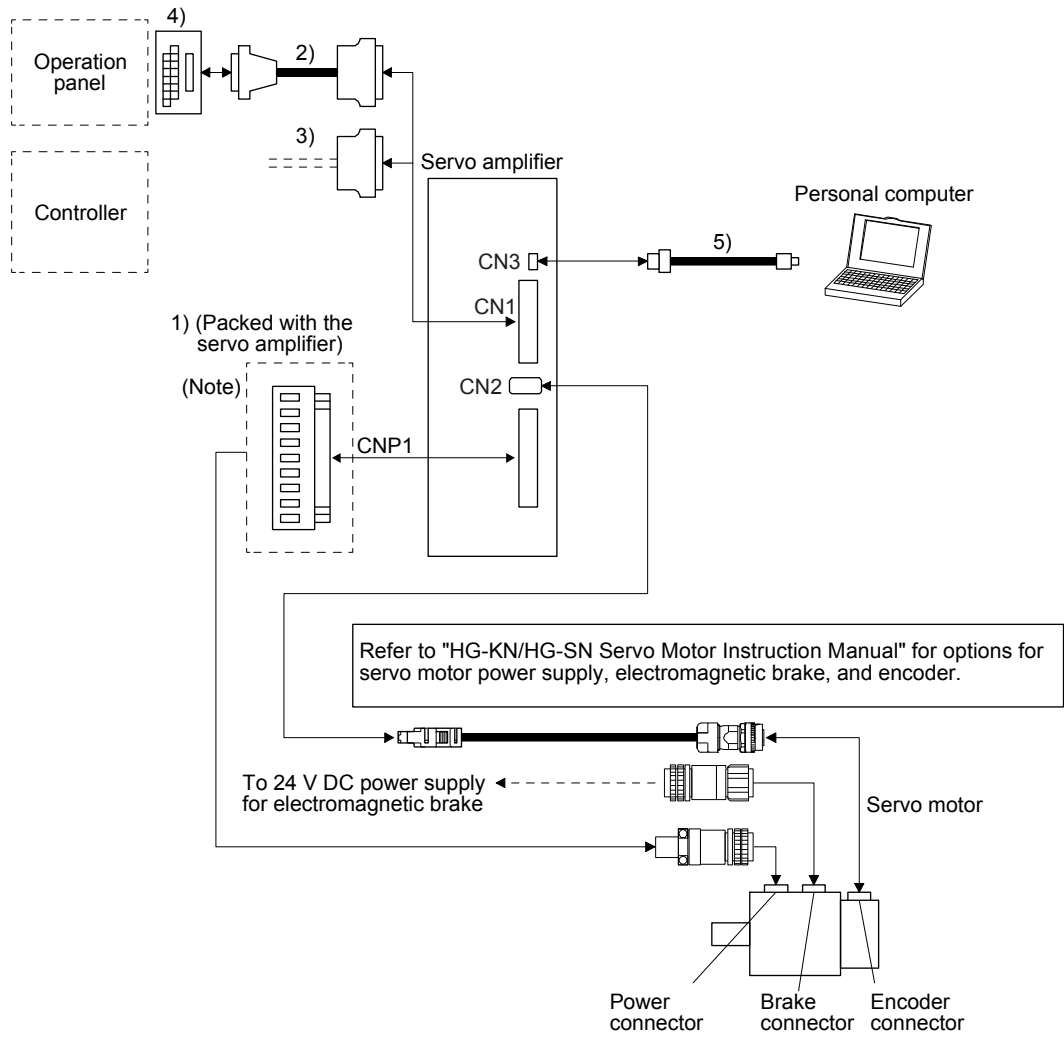 4)
Operation
panel
2)
3)
Controller
Servo amplifier
Personal computer
CN3
5)
CN1
1) (Packed with the
servo amplifier)
(Note)
CN2
CNP1
Refer to "HG-KN/HG-SN Servo Motor Instruction Manual" for options for
servo motor power supply, electromagnetic brake, and encoder.
To 24 V DC power supply
for electromagnetic brake
Servo motor
Power
connector
Brake
connector
Encoder
connector